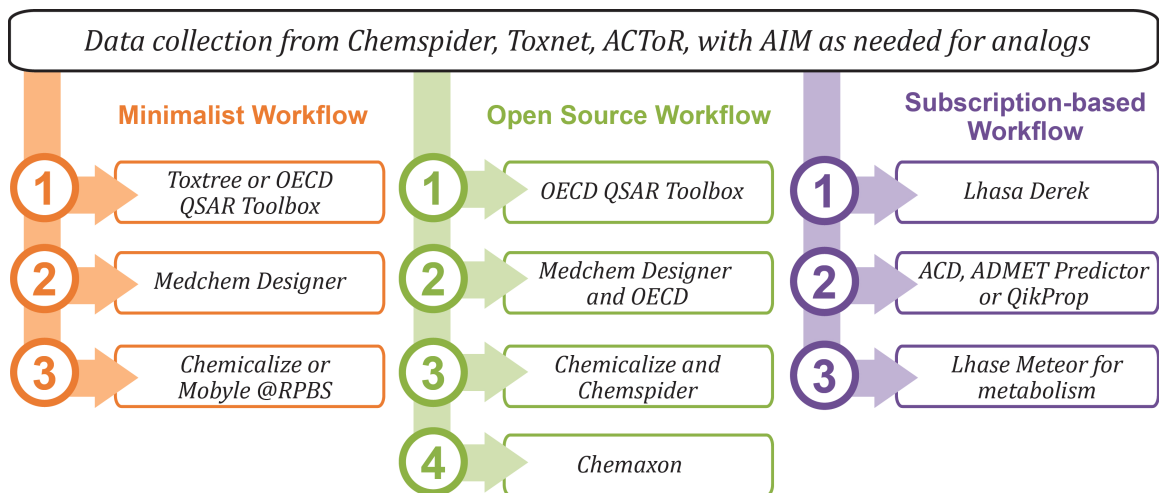 Data collection from Chemspider, Toxnet, ACToR, with AIM as needed for analogs
Minimalist Workflow
1
Toxtree or OECD
QSAR Toolbox
2
Medchem Designer
3
Chemicalize or
Mobyle @RPBS
Open Source Workflow
1
OECD QSAR Toolbox
2
Medchem Designer
and OECD
3
Chemicalize and
Chemspider
4
Chemaxon
Subscription-based
Workflow
1
Lhasa Derek
2
ACD, ADMET Predictor
or QikProp
3
Lhase Meteor for
metabolism